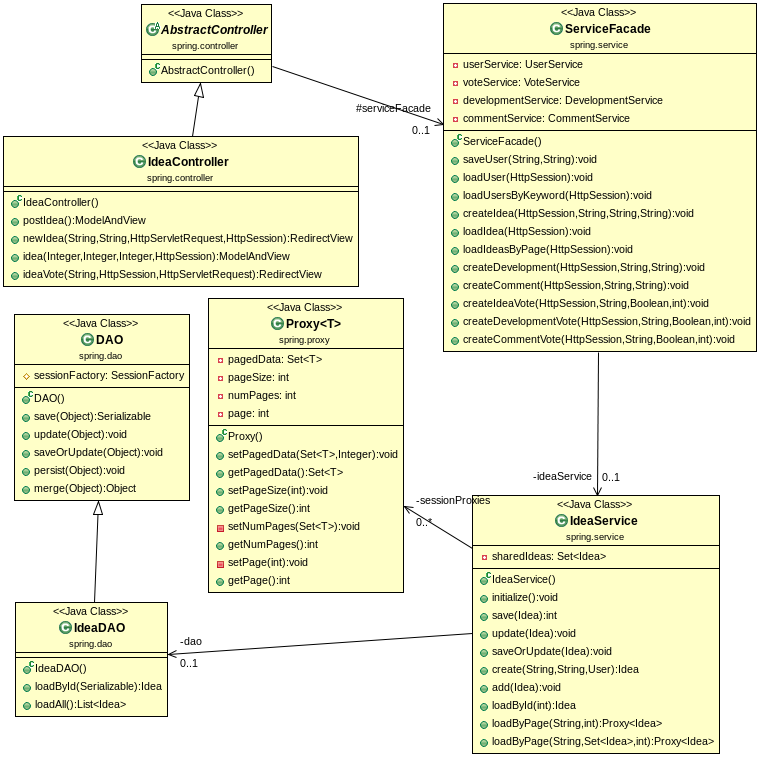 <<Java Class>>
AbstractController
spring.controller
AbstractController()
#serviceFacade
0..1
<<Java Class>>
ServiceFacade
spring.service
userService: UserService
voteService: VoteService
developmentService: DevelopmentService
commentService: CommentService
ServiceFacade()
saveUser(String,String):void
loadUser(HttpSession):void
loadUsersByKeyword(HttpSession):void
createIdea(HttpSession,String,String,String):void
loadIdea(HttpSession):void
loadIdeasByPage(HttpSession):void
createDevelopment(HttpSession,String,String):void
createComment(HttpSession,String,String):void
createIdeaVote(HttpSession,String,Boolean,int):void
createDevelopmentVote(HttpSession,String,Boolean,int):void
createCommentVote(HttpSession,String,Boolean,int):void
<<Java Class>>
IdeaController
spring.controller
IdeaController()
postIdea():ModelAndView
newIdea(String,String,HttpServletRequest,HttpSession):RedirectView
idea(Integer,Integer,Integer,HttpSession):ModelAndView
ideaVote(String,HttpSession,HttpServletRequest):RedirectView
<<Java Class>>
DAO
spring.dao
sessionFactory: SessionFactory
DAO()
save(Object):Serializable
update(Object):void
saveOrUpdate(Object):void
persist(Object):void
merge(Object):Object
<<Java Class>>
Proxy<T>
spring.proxy
pagedData: Set<T>
pageSize: int
numPages: int
page: int
Proxy()
setPagedData(Set<T>,Integer):void
getPagedData():Set<T>
setPageSize(int):void
getPageSize():int
setNumPages(Set<T>):void
getNumPages():int
setPage(int):void
getPage():int
-ideaService
0..1
-sessionProxies
0..*
<<Java Class>>
IdeaService
spring.service
sharedIdeas: Set<Idea>
IdeaService()
initialize():void
save(Idea):int
update(Idea):void
saveOrUpdate(Idea):void
create(String,String,User):Idea
add(Idea):void
loadById(int):Idea
loadByPage(String,int):Proxy<Idea>
loadByPage(String,Set<Idea>,int):Proxy<Idea>
-dao
0..1
<<Java Class>>
IdeaDAO
spring.dao
IdeaDAO()
loadById(Serializable):Idea
loadAll():List<Idea>